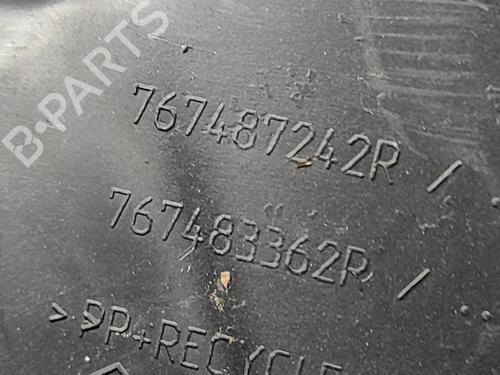 B-PARTS
767487242R /
767483362R /
>PP+RECYCLE